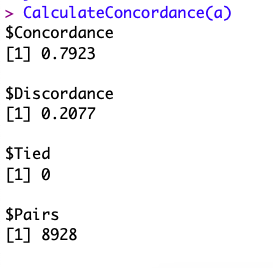 > CalculateConcordance(a)
$Concordance
[1] 0.7923
$Discordance
[1] 0.2077
$Tied
[1] 0
$Pairs
[1] 8928